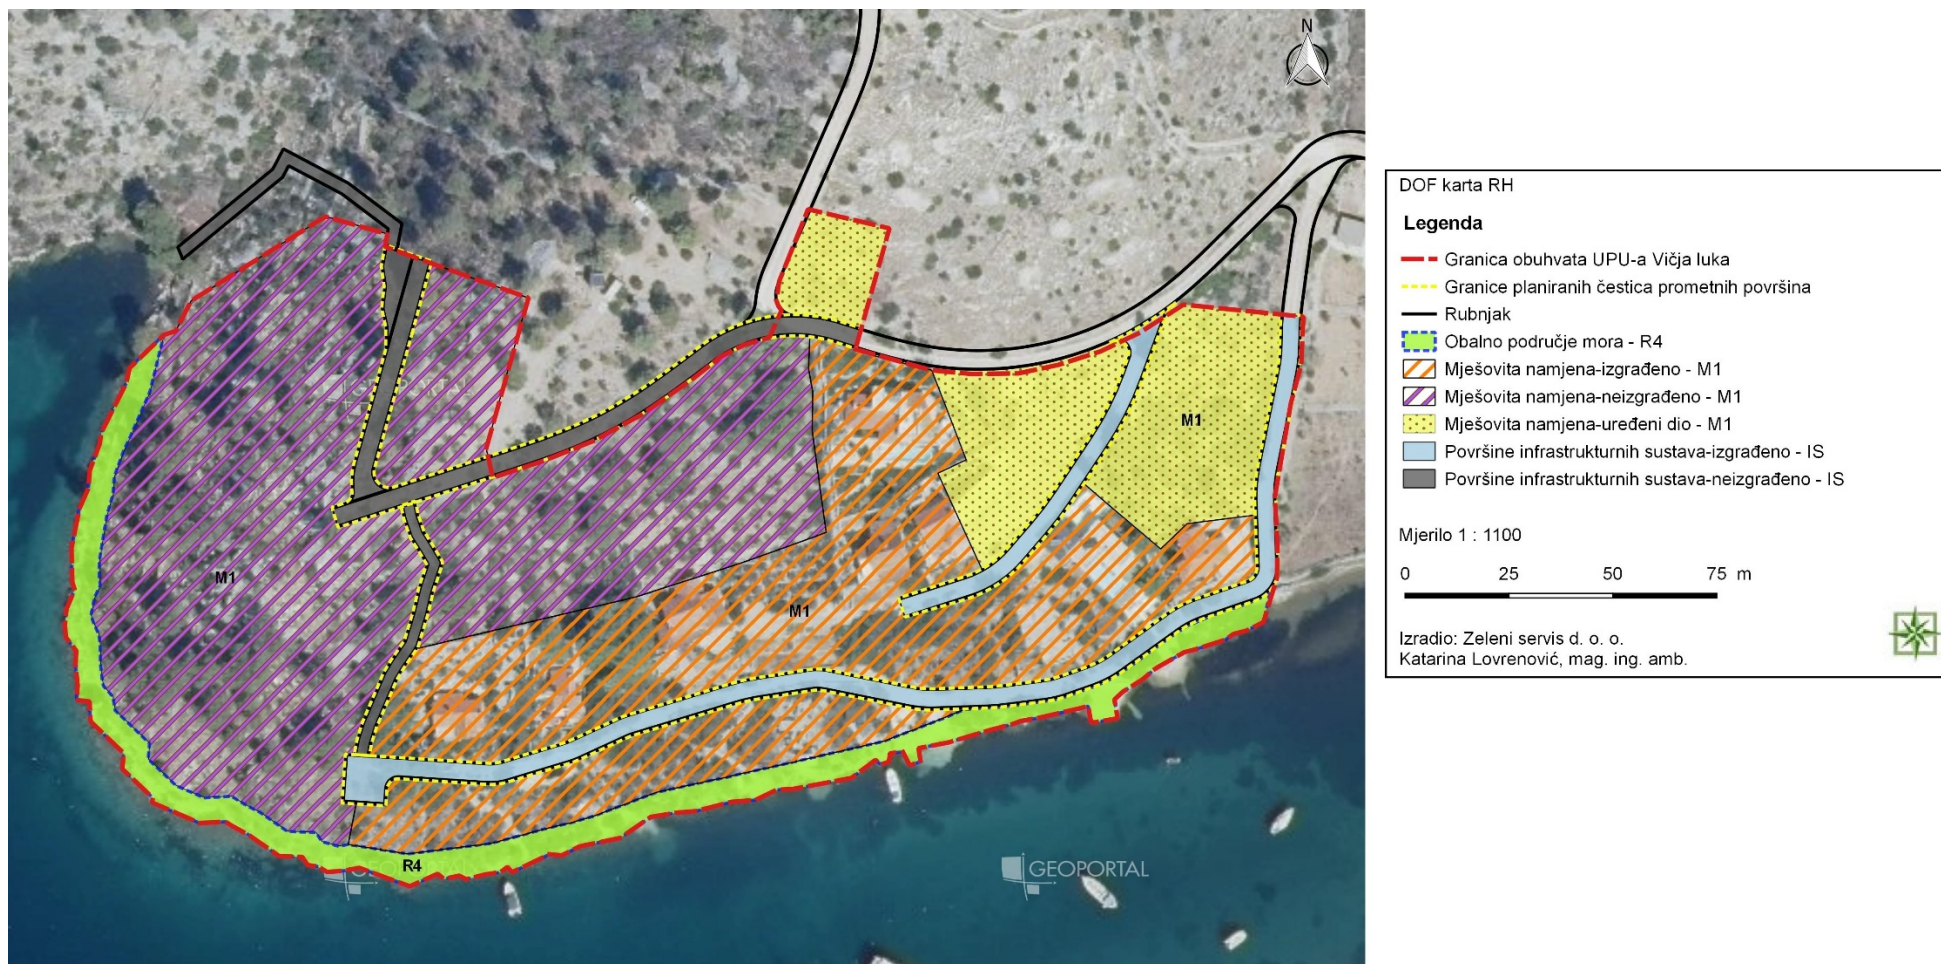 N
M1
M1
M1
R4
GEOPORTAL
GEOPORTAL
GEOPORTAL
DOF karta RH
Legenda
Granica obuhvata UPU-a Vičja luka
Granice planiranih čestica prometnih površina
Rubnjak
Obalno područje mora - R4
Mješovita namjena-izgrađeno - M1
Mješovita namjena-neizgrađeno - M1
Mješovita namjena-uređeni dio - M1
Površine infrastrukturnih sustava-izgrađeno - IS
Površine infrastrukturnih sustava-neizgrađeno - IS
Mjerilo 1 : 1100
0 25 50 75 m
Izradio: Zeleni servis d. o. o.
Katarina Lovrenović, mag. ing. amb.